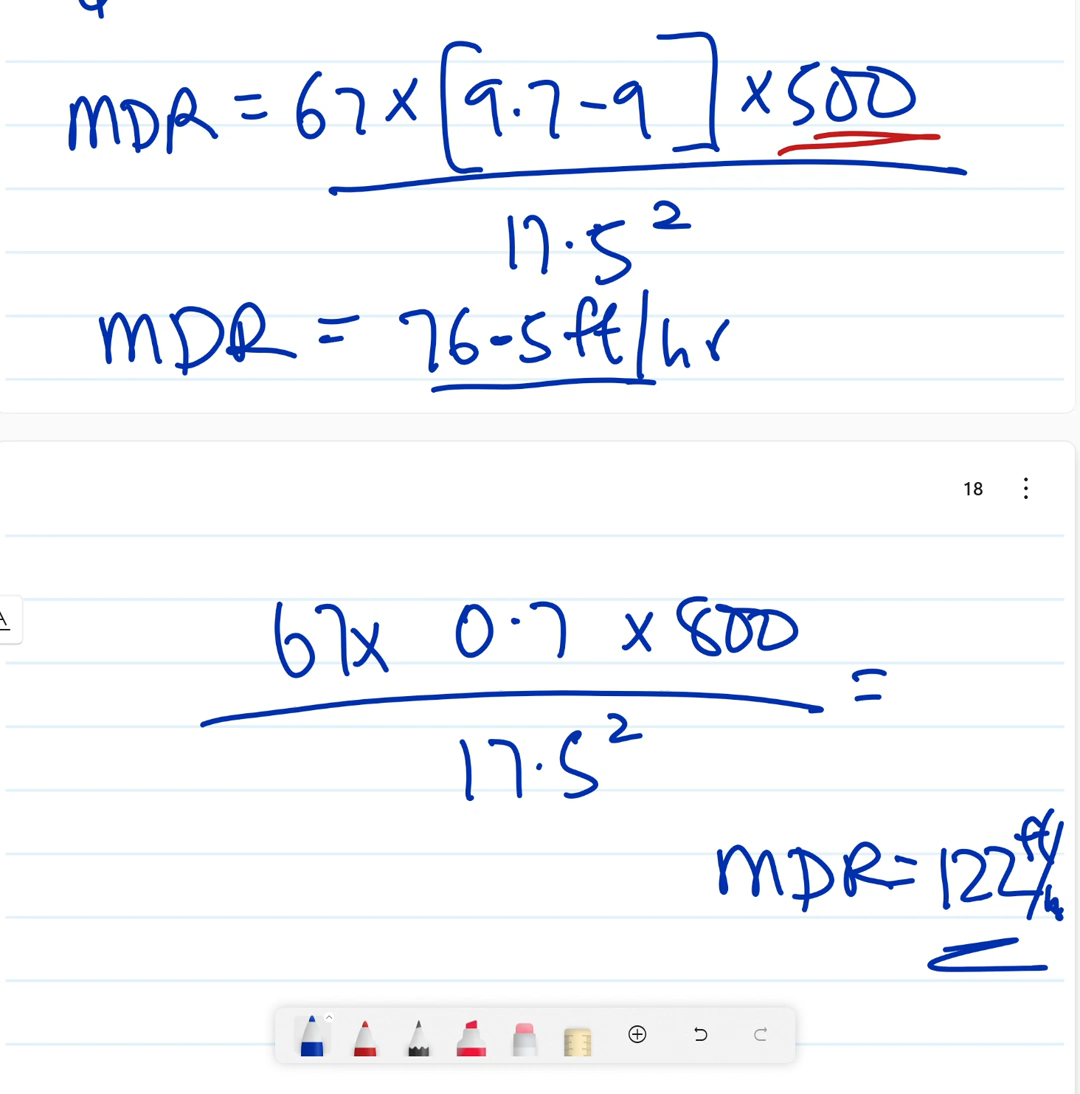 MDR = 67 x [9.7-9] x 500
17.5²
MDR = 76.5 ft/hr
18
67x 0.7 x 800 =
17.5²
MDR = 122 ft/hr